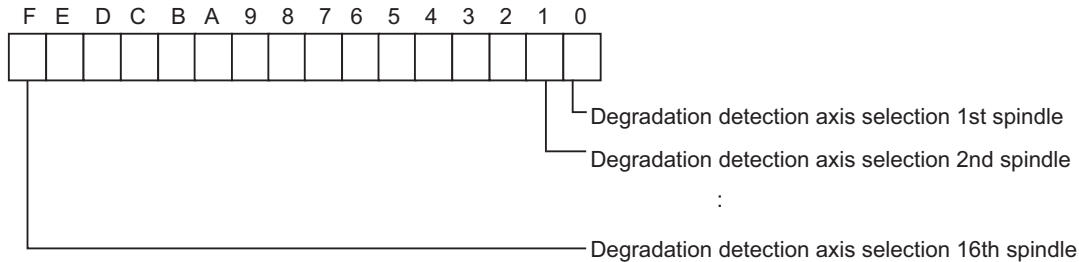 F E D C B A 9 8 7 6 5 4 3 2 1 0
Degradation detection axis selection 1st spindle
Degradation detection axis selection 2nd spindle
:
Degradation detection axis selection 16th spindle